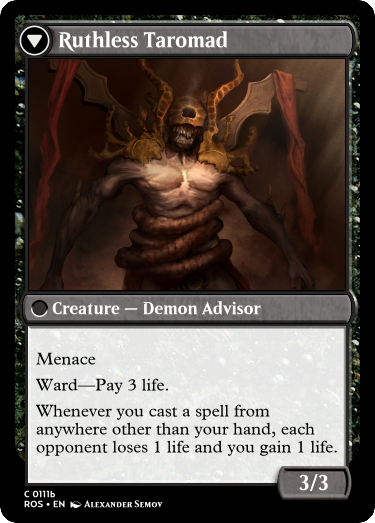 Ruthless Taromad
Creature — Demon Advisor
Menace
Ward—Pay 3 life.
Whenever you cast a spell from
anywhere other than your hand, each
opponent loses 1 life and you gain 1 life.
3/3
C 0111b
ROS • EN Alexander Semov